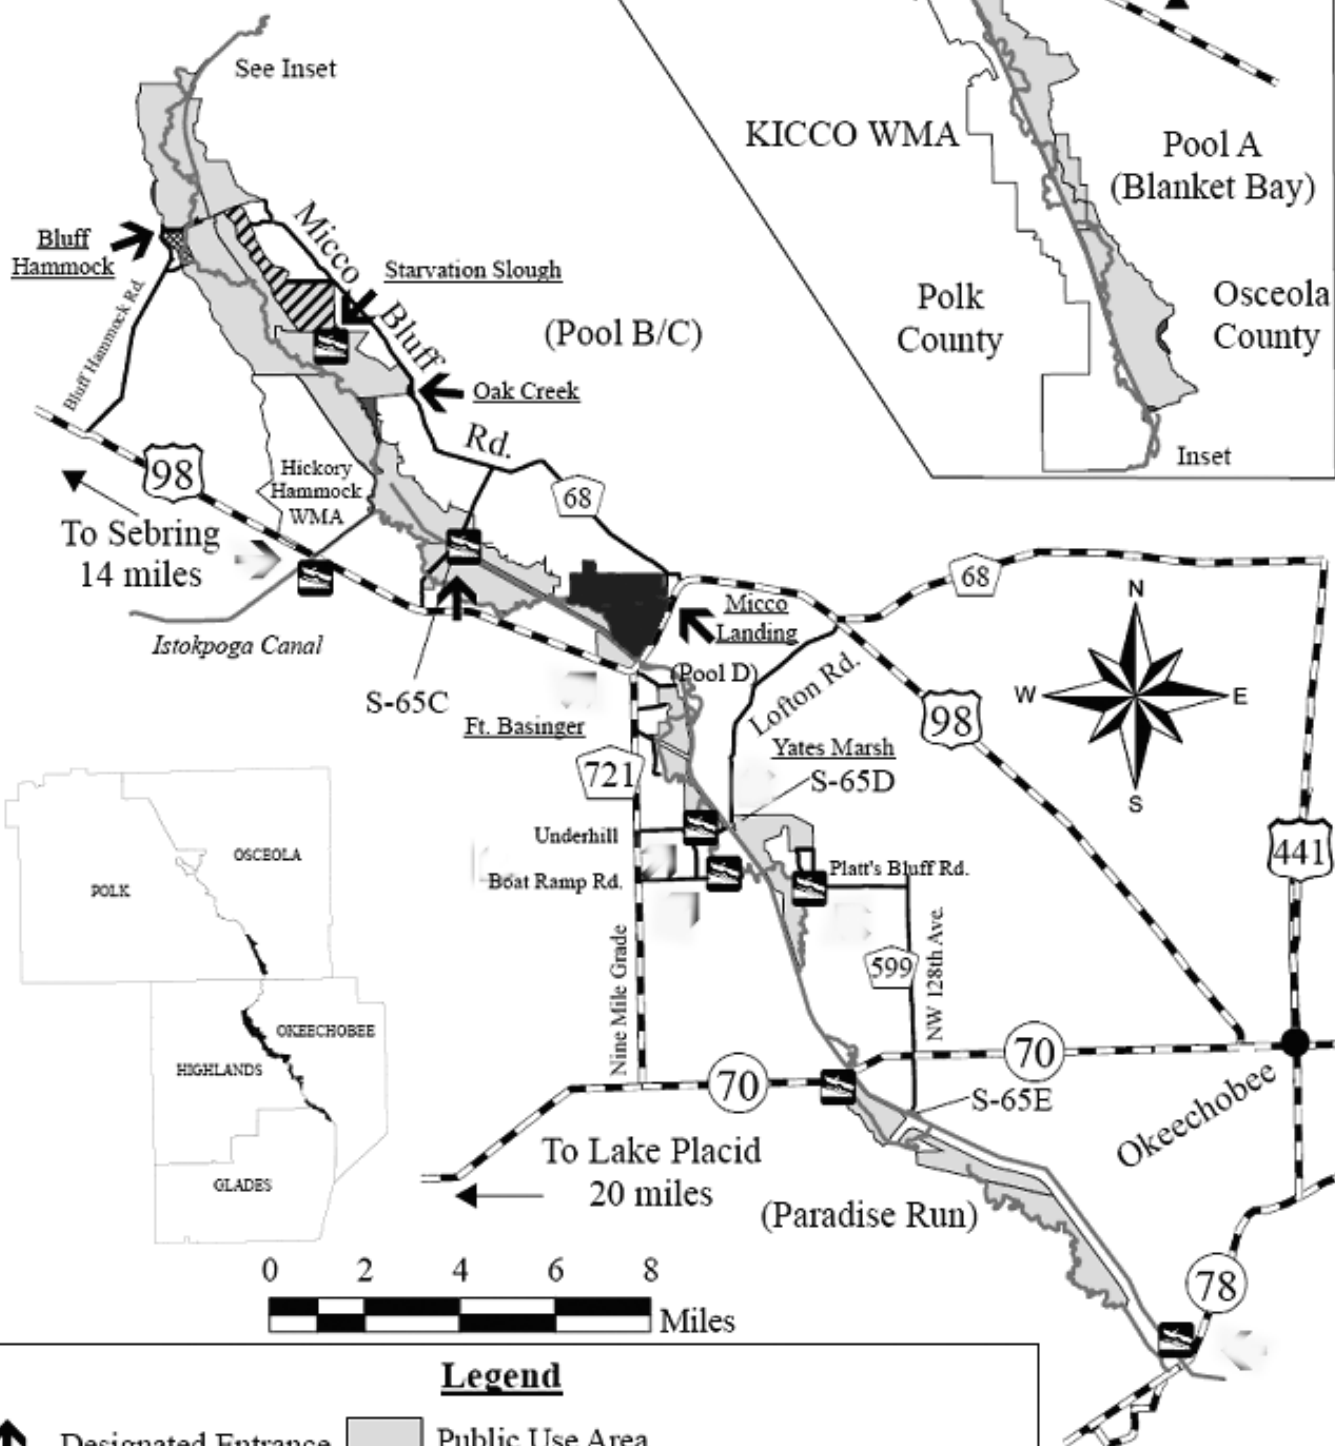 See Inset
KICCO WMA
Pool A
(Blanket Bay)
Bluff
Hammock
Micco Bluff
Rd.
Starvation Slough
(Pool B/C)
Polk
County
Osceola
County
Bluff Hammock Rd.
Oak Creek
Inset
98
Hickory
Hammock
WMA
68
To Sebring
14 miles
68
Micco
Landing
Istokpoga Canal
S-65C
(Pool D)
Lofton Rd.
Ft. Basinger
98
N
W
E
S
721
Yates Marsh
S-65D
Underhill
441
Boat Ramp Rd.
Platt's Bluff Rd.
OSCEOLA
POLK
Nine Mile Grade
599
NW 128th Ave.
OKEECHOBEE
HIGHLANDS
70
70
S-65E
Okeechobee
To Lake Placid
20 miles
GLADES
(Paradise Run)
0 2 4 6 8
Miles
78
Legend
Designated Entrance
Public Use Area